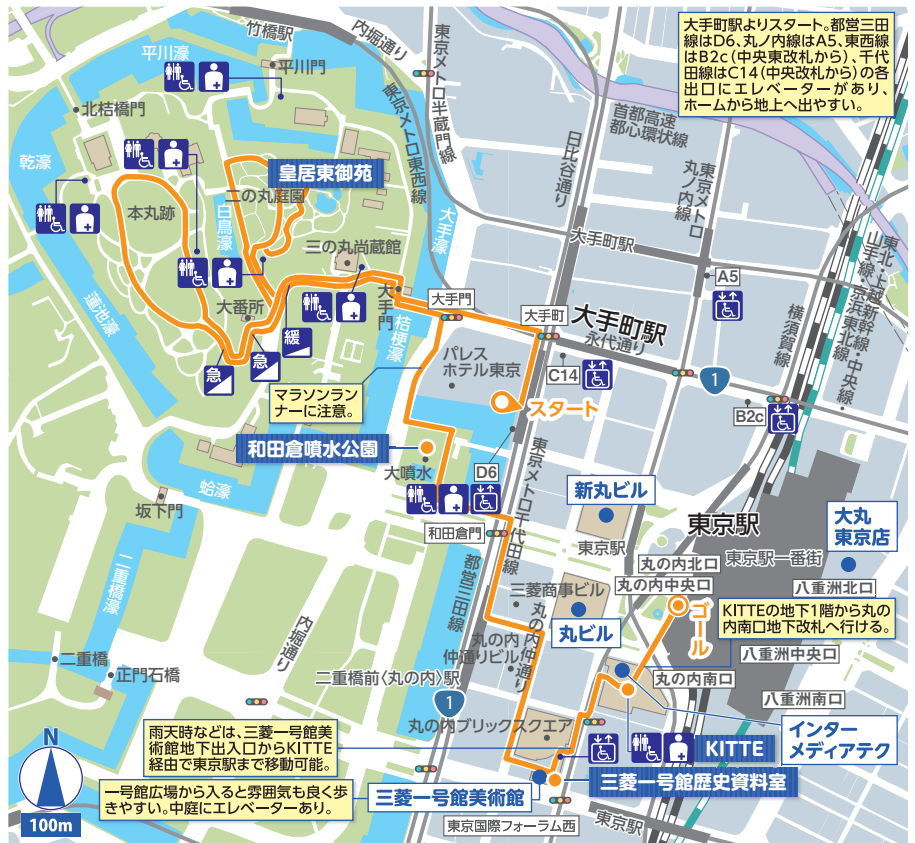 大手町駅よりスタート。都営三田
線はD6、丸ノ内線はA5、東西線
はB2c（中央東改札から）、千代
田線はC14（中央改札から）の各
出口にエレベーターがあり、
ホームから地上へ出やすい。
竹橋駅
内堀通り
東京メトロ半蔵門線
東京メトロ東西線
首都高速
都心環状線
日比谷通り
東京メトロ
丸ノ内線
平川濠
平川門
北桔橋門
乾濠
皇居東御苑
二の丸庭園
本丸跡
白鳥濠
三の丸尚蔵館
大手濠
大手門
大番所
蓮池濠
急
急
緩
桔梗濠
大手門
大手町
大手町駅
大手町駅
永代通り
A5
C14
1
B2c
横須賀線
東北・上越新幹線・中央線
山手線・京浜東北線
パレス
ホテル東京
スタート
マラソンラン
ナーに注意。
和田倉噴水公園
大噴水
D6
蛤濠
坂下門
和田倉門
東京メトロ千代田線
都営三田線
新丸ビル
東京駅
東京駅
東京駅一番街
大丸
東京店
丸の内北口
丸の内中央口
八重洲北口
三菱商事ビル
丸ビル
ゴール
KITTEの地下1階から丸の
内南口地下改札へ行ける。
八重洲中央口
丸の内南口
八重洲南口
二重橋濠
二重橋
正門石橋
内堀通り
丸の内
仲通りビル
丸の内仲通り
二重橋前〈丸の内〉駅
1
丸の内ブリックスクエア
インター
メディアテク
KITTE
雨天時などは、三菱一号館美
術館地下出入口からKITTE
経由で東京駅まで移動可能。
一号館広場から入ると雰囲気も良く歩
きやすい。中庭にエレベーターあり。
三菱一号館美術館
三菱一号館歴史資料室
東京国際フォーラム西
東京駅
N
100m